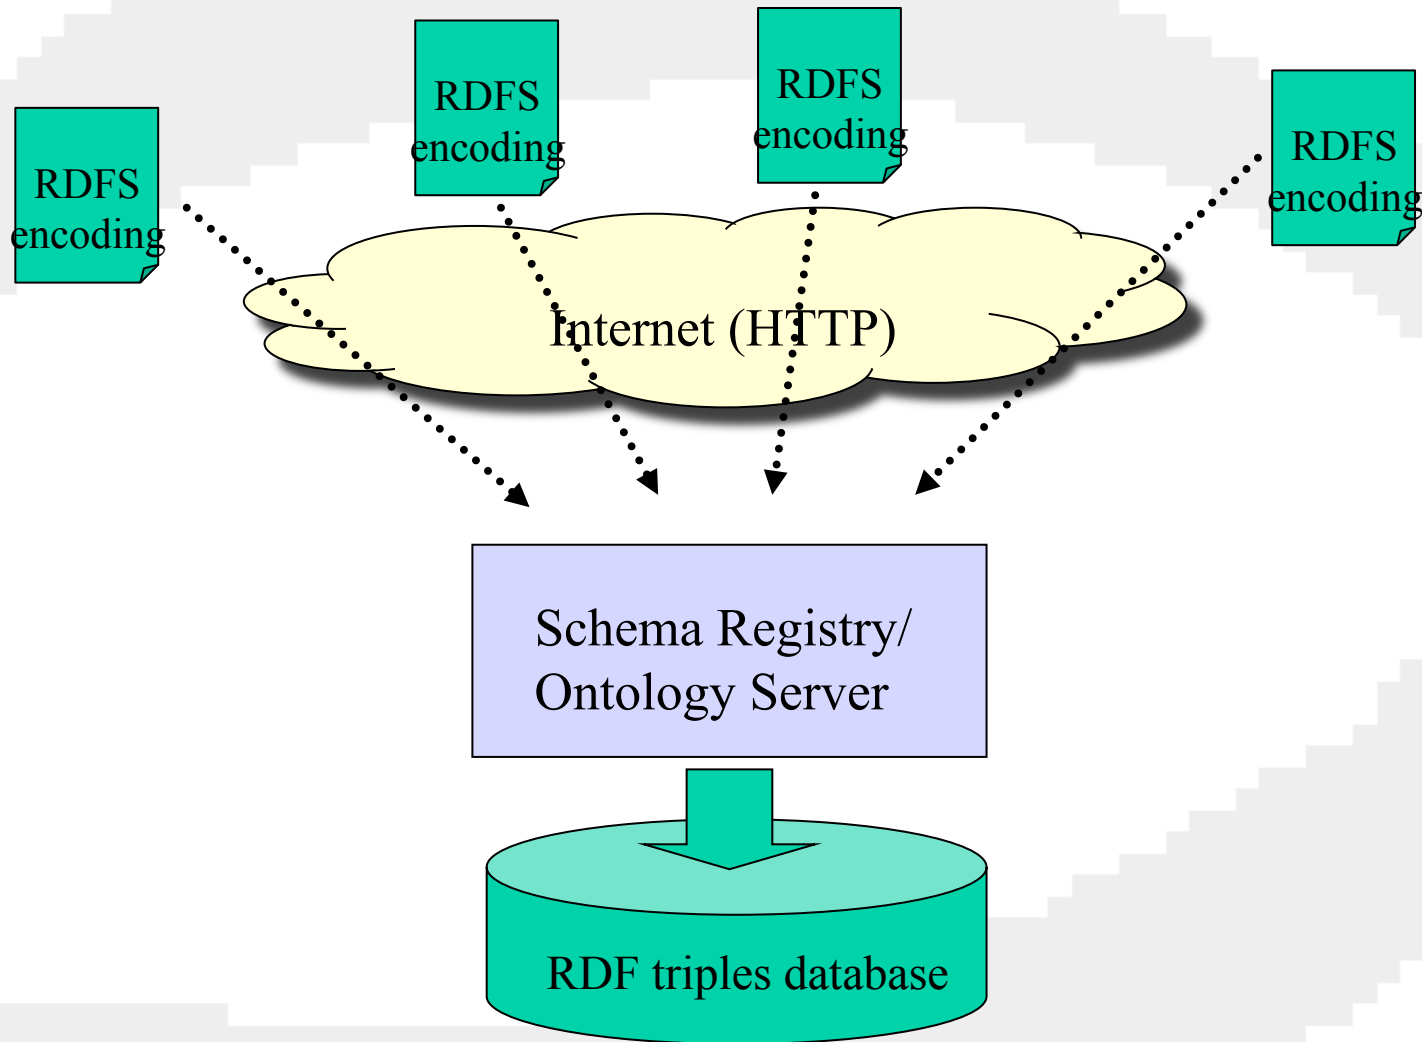 RDFS
encoding
RDFS
encoding
RDFS
encoding
RDFS
encoding
Internet (HTTP)
Schema Registry/
Ontology Server
RDF triples database